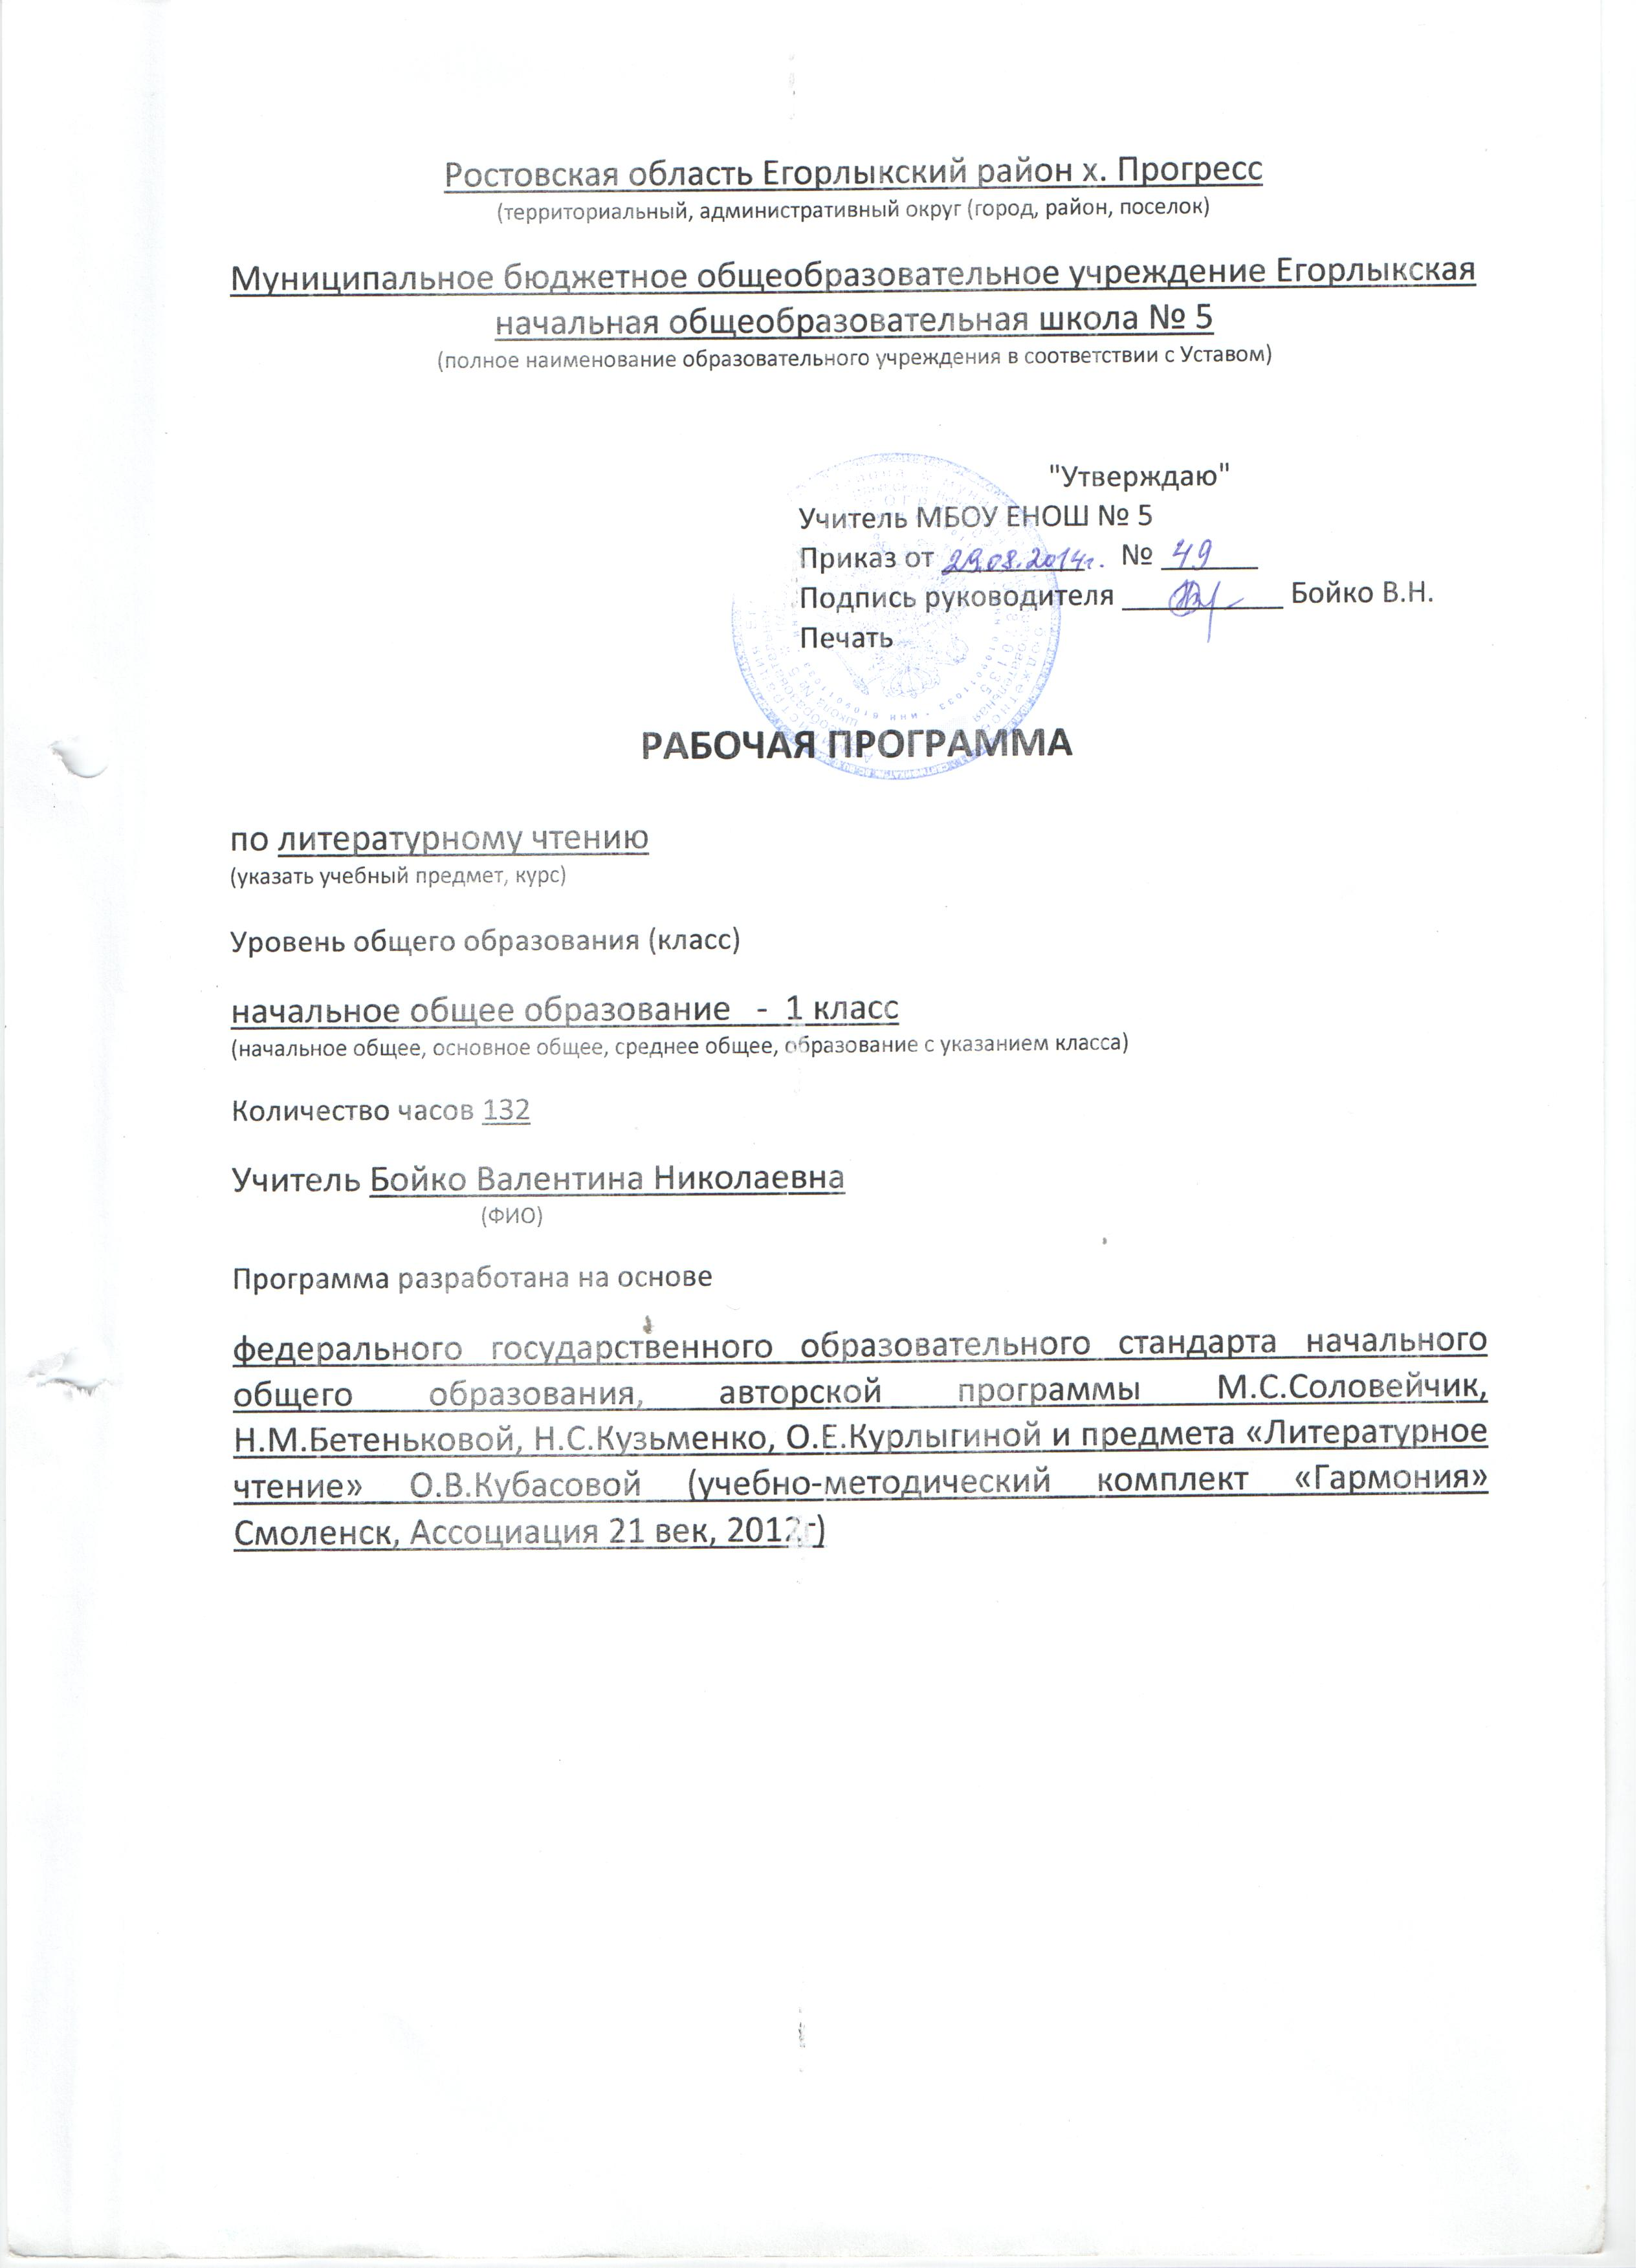 Ростовская область Егорлыкский район х. Прогресс
(территориальный, административный округ (город, район, поселок)
Муниципальное бюджетное общеобразовательное учреждение Егорлыкская
начальная общеобразовательная школа № 5
(полное наименование образовательного учреждения в соответствии с Уставом)
"Утверждаю"
Учитель МБОУ ЕНОШ № 5
Приказ от 29.08.2014г. № 49
Подпись руководителя Бойко В.Н.
Печать
РАБОЧАЯ ПРОГРАММА
по литературному чтению
(указать учебный предмет, курс)
Уровень общего образования (класс)
начальное общее образование - 1 класс
(начальное общее, основное общее, среднее общее, образование с указанием класса)
Количество часов 132
Учитель Бойко Валентина Николаевна
(ФИО)
Программа разработана на основе
федерального государственного образовательного стандарта начального
общего образования, авторской программы М.С.Соловейчик,
Н.М.Бетеньковой, Н.С.Кузьменко, О.Е.Курлыгиной и предмета «Литературное
чтение» О.В.Кубасовой (учебно-методический комплект «Гармония»
Смоленск, Ассоциация 21 век, 2012г)